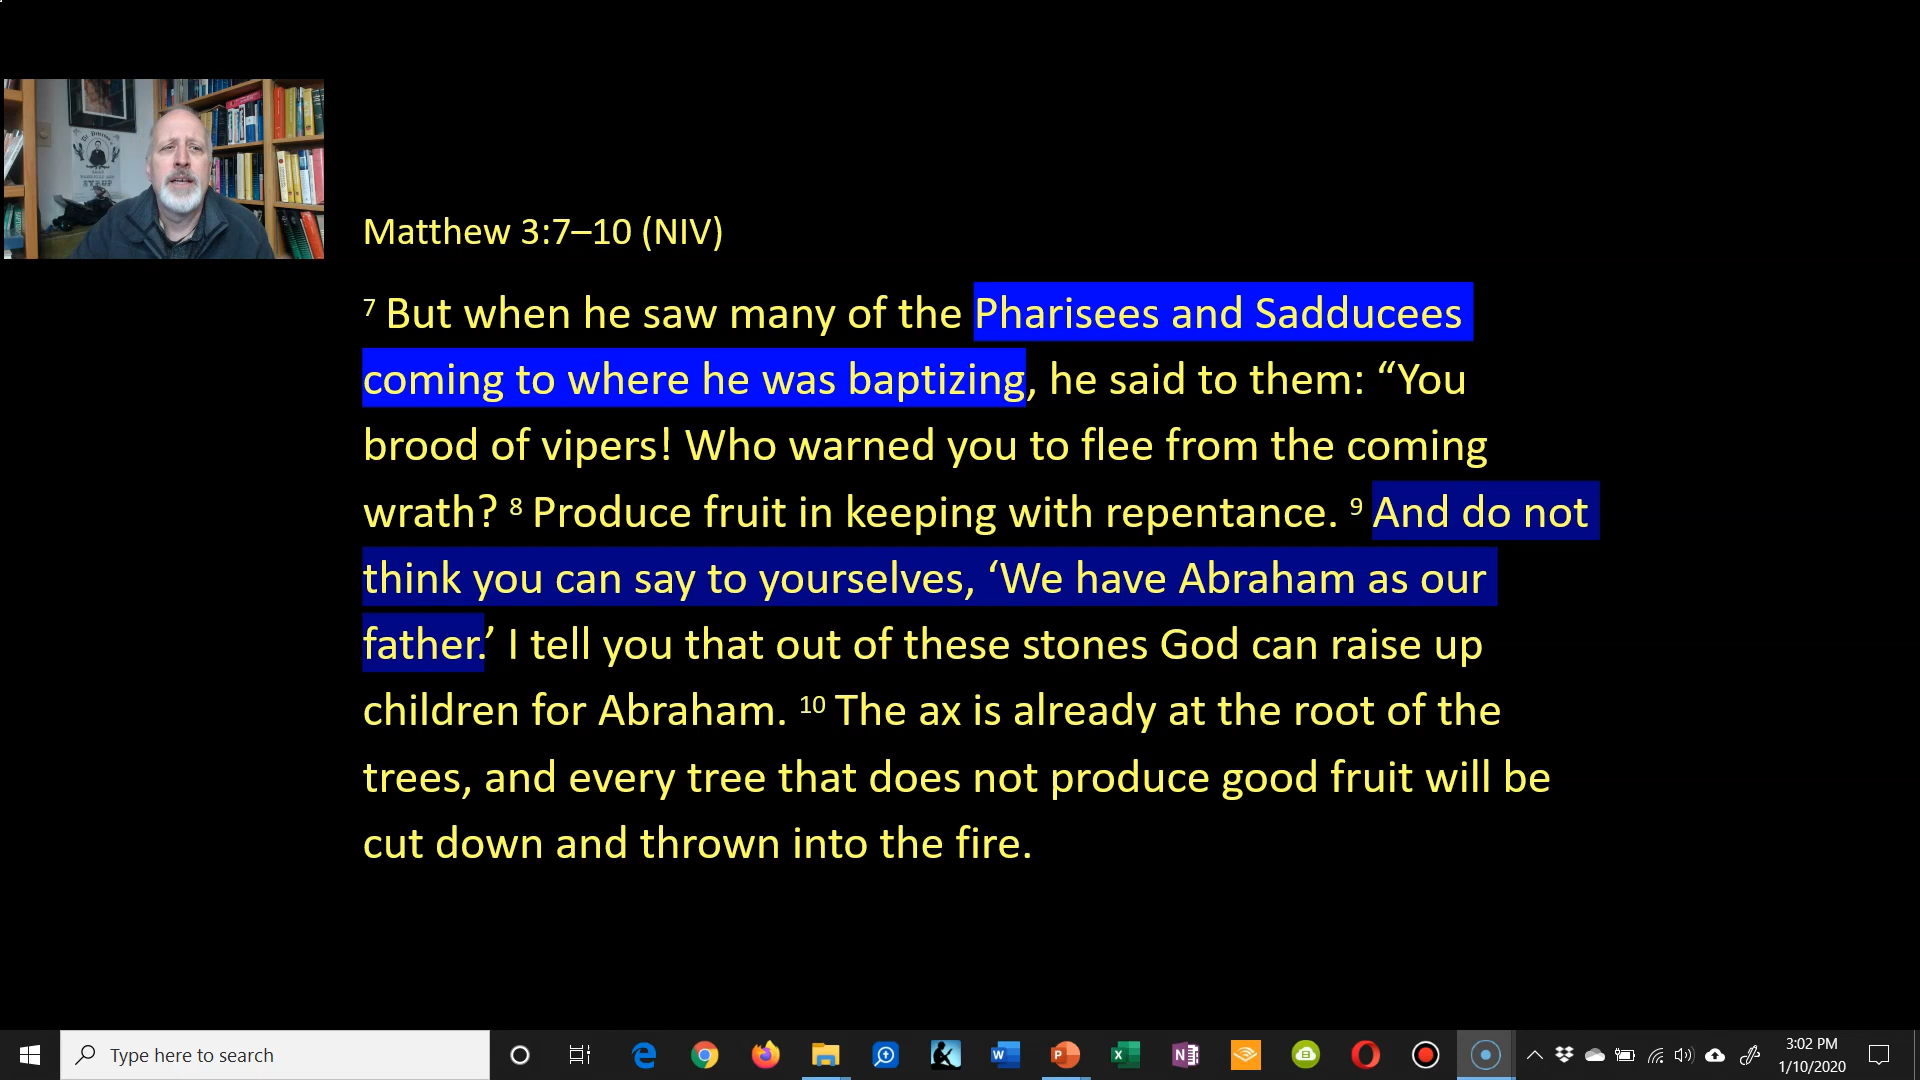 SYRUP
Matthew 3:7–10 (NIV)
7 But when he saw many of the Pharisees and Sadducees
coming to where he was baptizing, he said to them: “You
brood of vipers! Who warned you to flee from the coming
wrath? 8 Produce fruit in keeping with repentance. 9 And do not
think you can say to yourselves, ‘We have Abraham as our
father.’ I tell you that out of these stones God can raise up
children for Abraham. 10 The ax is already at the root of the
trees, and every tree that does not produce good fruit will be
cut down and thrown into the fire.
Type here to search
3:02 PM
1/10/2020